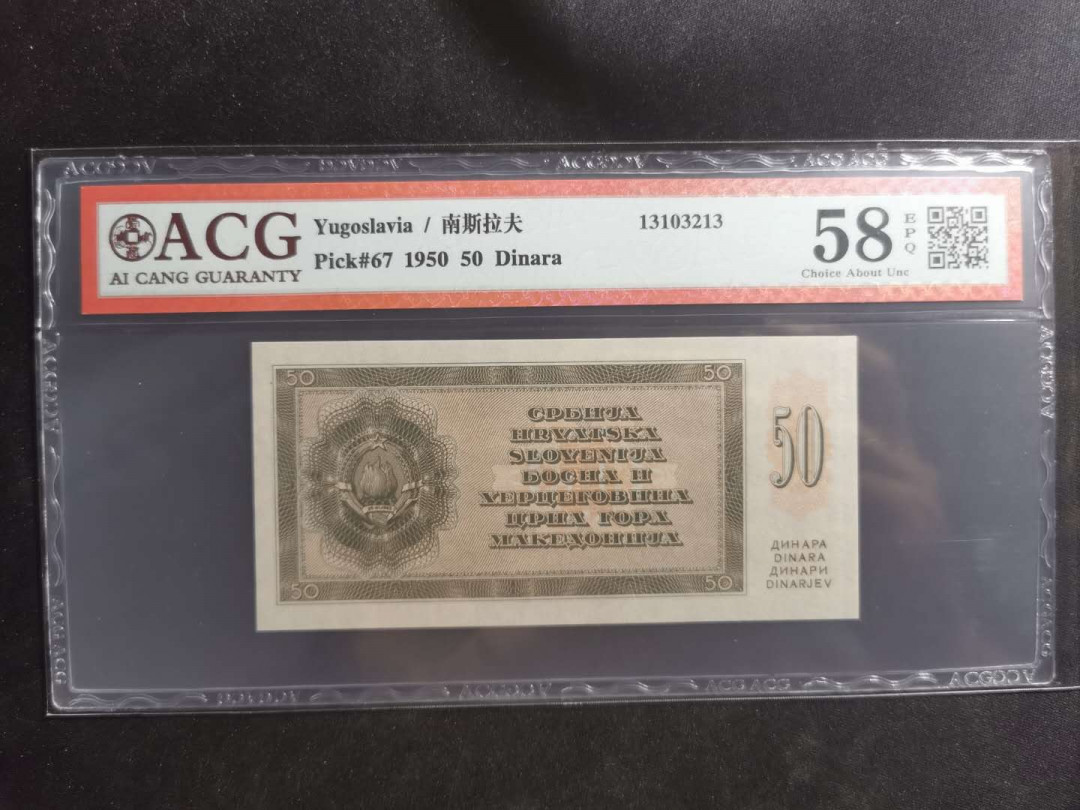 ACG
AI CANG GUARANTY
Yugoslavia / 南斯拉夫
13103213
Pick#67 1950 50 Dinara
58
EPQ
Choice About Unc
50
50
СРБИЈА
HRVATSKA
SLOVENIJA
БОСНА И
ХЕРЦЕГОВИНА
ЦРНА ГОРА
МАКЕДОНИЈА
50
ДИНАРА
DINARA
ДИНАРИ
DINARJEV
50
50